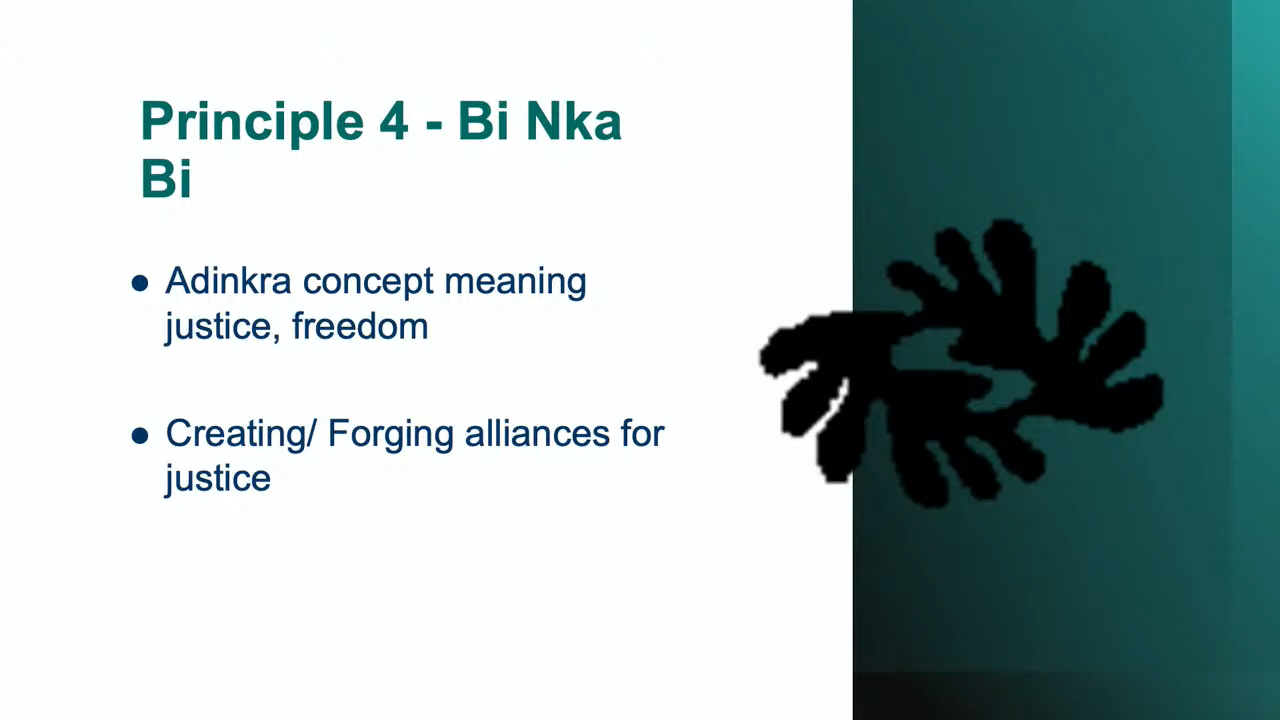 Principle 4 - Bi Nka
Bi
● Adinkra concept meaning
justice, freedom
● Creating/ Forging alliances for
justice